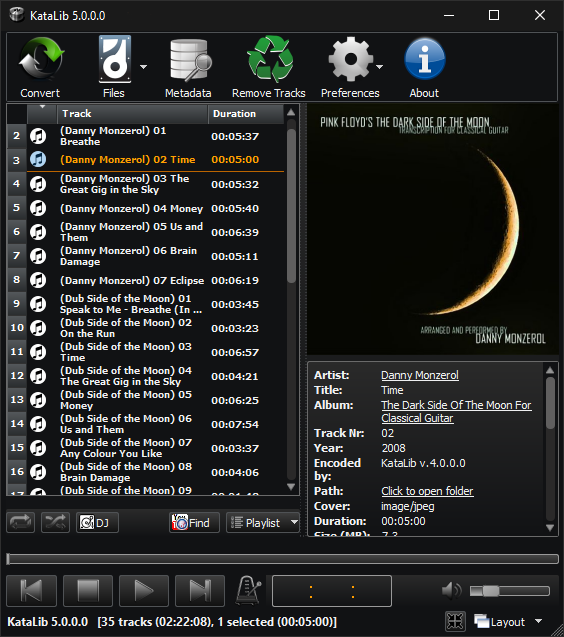 KataLib 5.0.0.0
Convert
Files
Metadata
Remove Tracks
Preferences
About
Track Duration
2 (Danny Monzerol) 01
Breathe 00:05:37
3 (Danny Monzerol) 02 Time 00:05:00
4 (Danny Monzerol) 03 The
Great Gig in the Sky 00:05:32
5 (Danny Monzerol) 04 Money 00:05:40
6 (Danny Monzerol) 05 Us and
Them 00:06:39
7 (Danny Monzerol) 06 Brain
Damage 00:05:11
8 (Danny Monzerol) 07 Eclipse 00:06:19
9 (Dub Side of the Moon) 01
Speak to Me - Breathe (In ... 00:03:45
10 (Dub Side of the Moon) 02
On the Run 00:03:23
11 (Dub Side of the Moon) 03
Time 00:06:57
12 (Dub Side of the Moon) 04
The Great Gig in the Sky 00:04:21
13 (Dub Side of the Moon) 05
Money 00:06:25
14 (Dub Side of the Moon) 06
Us and Them 00:07:54
15 (Dub Side of the Moon) 07
Any Colour You Like 00:03:37
16 (Dub Side of the Moon) 08
Brain Damage 00:04:06
17 (Dub Side of the Moon) 09
PINK FLOYD'S THE DARK SIDE OF THE MOON
TRANSCRIPTION FOR CLASSICAL GUITAR
ARRANGED AND PERFORMED BY
DANNY MONZEROL
Artist: Danny Monzerol
Title: Time
Album: The Dark Side Of The Moon For
Classical Guitar
Track Nr: 02
Year: 2008
Encoded
by: KataLib v.4.0.0.0
Path: Click to open folder
Cover: image/jpeg
Duration: 00:05:00
Size (MB): 7.3
DJ
You
Find
Playlist
: :
KataLib 5.0.0.0 [35 tracks (02:22:08), 1 selected (00:05:00)]
Layout